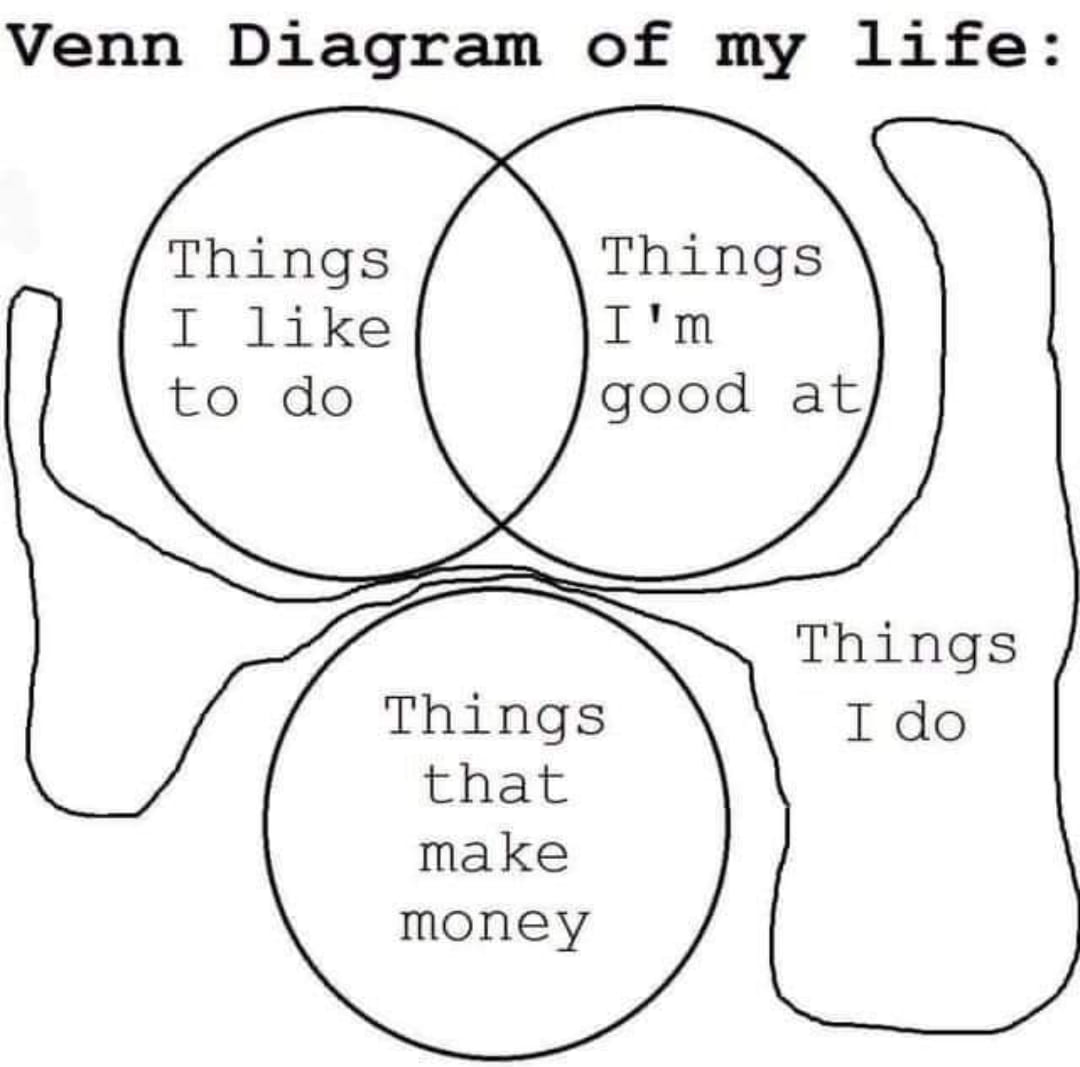 Venn Diagram of my life:
Things
I like
to do
Things
I'm
good at
Things
I do
Things
that
make
money